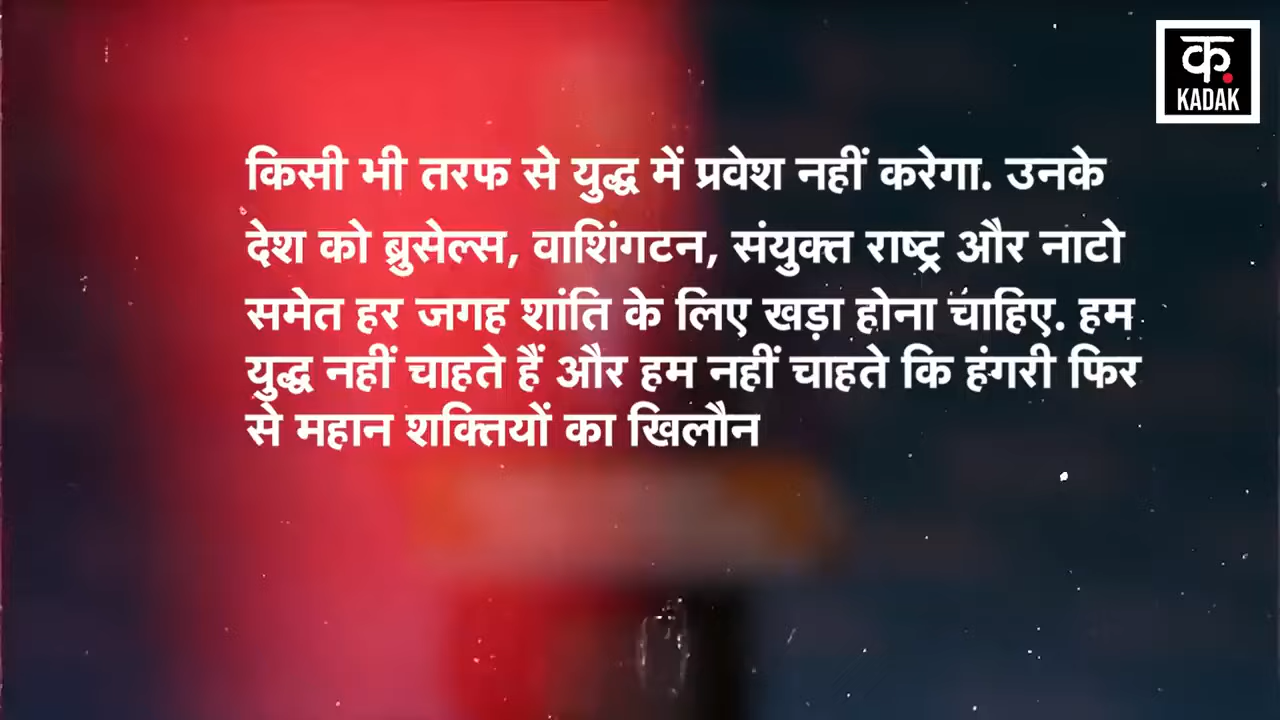 क.
KADAK
किसी भी तरफ से युद्ध में प्रवेश नहीं करेगा. उनके
देश को ब्रुसेल्स, वाशिंगटन, संयुक्त राष्ट्र और नाटो
समेत हर जगह शांति के लिए खड़ा होना चाहिए. हम
युद्ध नहीं चाहते हैं और हम नहीं चाहते कि हंगरी फिर
से महान शक्तियों का खिलौन